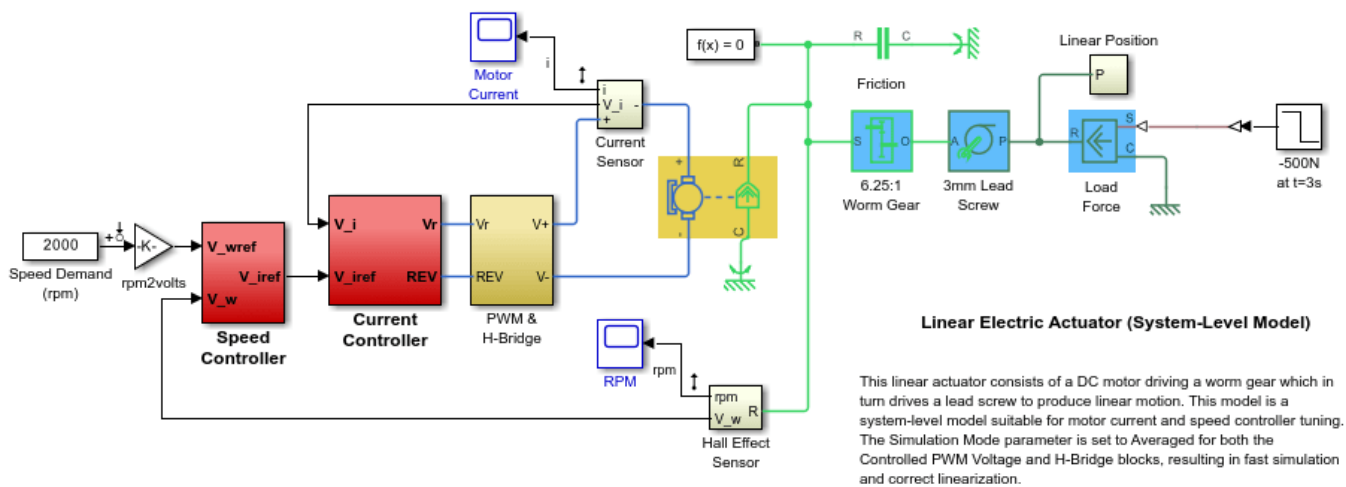 Motor
Current
i
i
V_i
-
+
Current
Sensor
f(x) = 0
R
C
Friction
Linear Position
P
S
O
6.25:1
Worm Gear
A
P
3mm Lead
Screw
R
S
C
Load
Force
-500N
at t=3s
2000
Speed Demand
(rpm)
+
-K-
rpm2volts
V_wref
V_iref
V_w
Speed
Controller
V_i
Vr
V_iref
REV
Current
Controller
Vr
V+
REV
V-
PWM &
H-Bridge
+
R
-
C
RPM
rpm
rpm
V_w
R
Hall Effect
Sensor
Linear Electric Actuator (System-Level Model)
This linear actuator consists of a DC motor driving a worm gear which in
turn drives a lead screw to produce linear motion. This model is a
system-level model suitable for motor current and speed controller tuning.
The Simulation Mode parameter is set to Averaged for both the
Controlled PWM Voltage and H-Bridge blocks, resulting in fast simulation
and correct linearization.